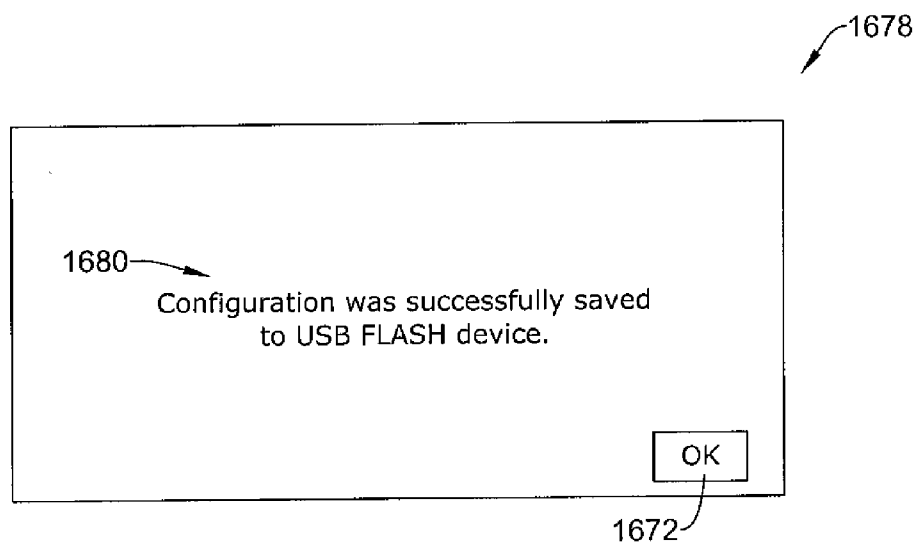 1678
1680
Configuration was successfully saved
to USB FLASH device.
OK
1672